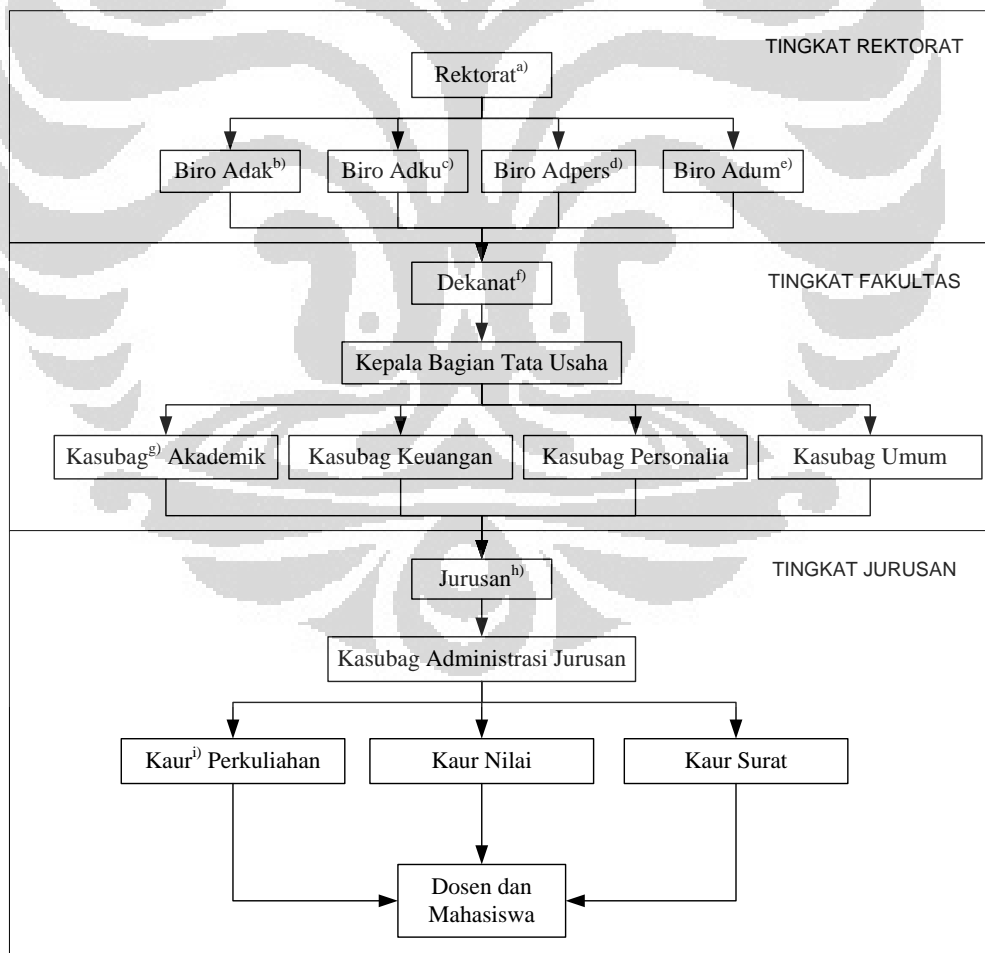 TINGKAT REKTORAT
Rektorat a)
Biro Adak b)
Biro Adku c)
Biro Adpers d)
Biro Adum e)
TINGKAT FAKULTAS
Dekanat f)
Kepala Bagian Tata Usaha
Kasubag g) Akademik
Kasubag Keuangan
Kasubag Personalia
Kasubag Umum
TINGKAT JURUSAN
Jurusan h)
Kasubag Administrasi Jurusan
Kaur i) Perkuliahan
Kaur Nilai
Kaur Surat
Dosen dan
Mahasiswa